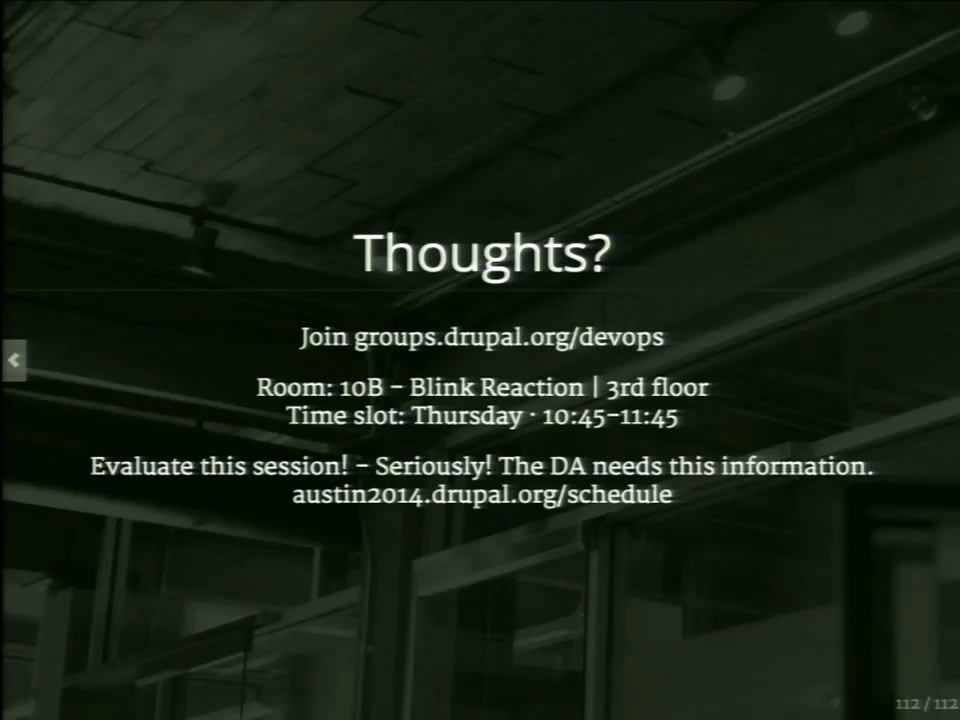 Thoughts?
Join groups.drupal.org/devops
Room: 10B - Blink Reaction | 3rd floor
Time slot: Thursday · 10:45-11:45
Evaluate this session! - Seriously! The DA needs this information.
austin2014.drupal.org/schedule
112 / 112